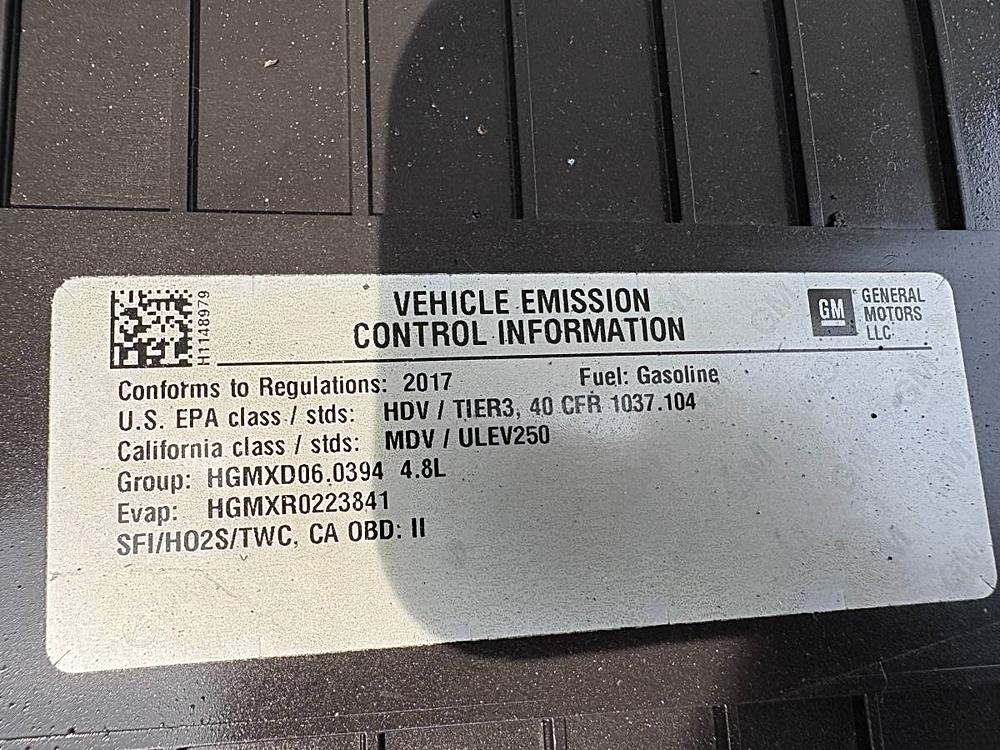 H1148979
VEHICLE EMISSION
CONTROL INFORMATION
GM
GENERAL
MOTORS
LLC
Conforms to Regulations: 2017 Fuel: Gasoline
U.S. EPA class / stds: HDV / TIER3, 40 CFR 1037.104
California class / stds: MDV / ULEV250
Group: HGMXD06.0394 4.8L
Evap: HGMXR0223841
SFI/HO2S/TWC, CA OBD: II